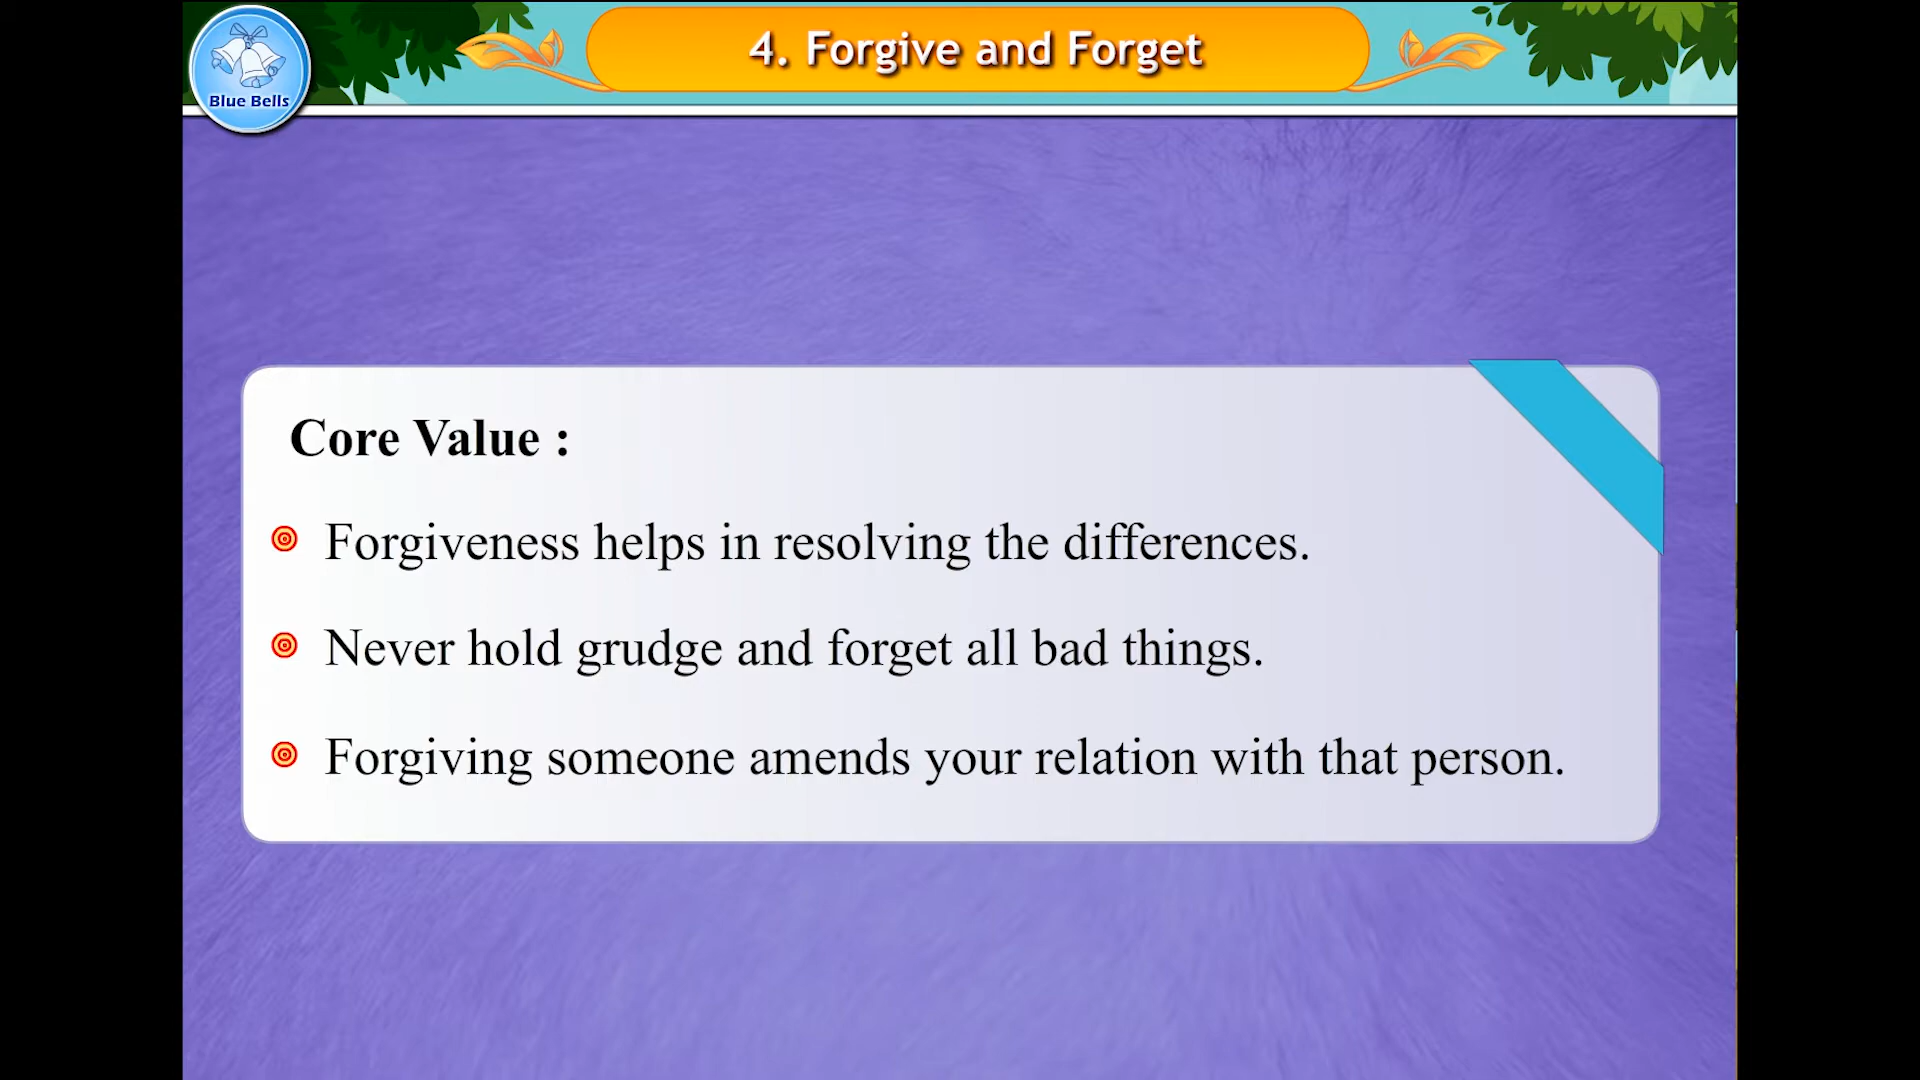 Blue Bells
4. Forgive and Forget
Core Value :
Forgiveness helps in resolving the differences.
Never hold grudge and forget all bad things.
Forgiving someone amends your relation with that person.